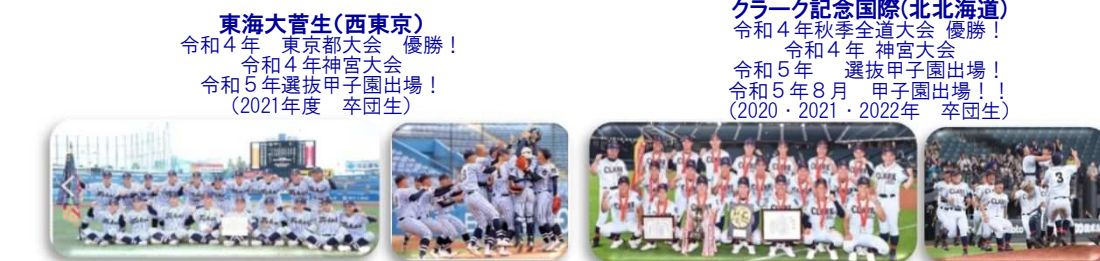 東海大菅生(西東京)
令和４年　東京都大会　優勝！
令和４年神宮大会
令和５年選抜甲子園出場！
(2021年度　卒団生)
クラーク記念国際(北北海道)
令和４年秋季全道大会 優勝！
令和４年 神宮大会
令和５年　 選抜甲子園出場！
令和５年８月　甲子園出場！！
(2020・2021・2022年　卒団生)
CLARK
3